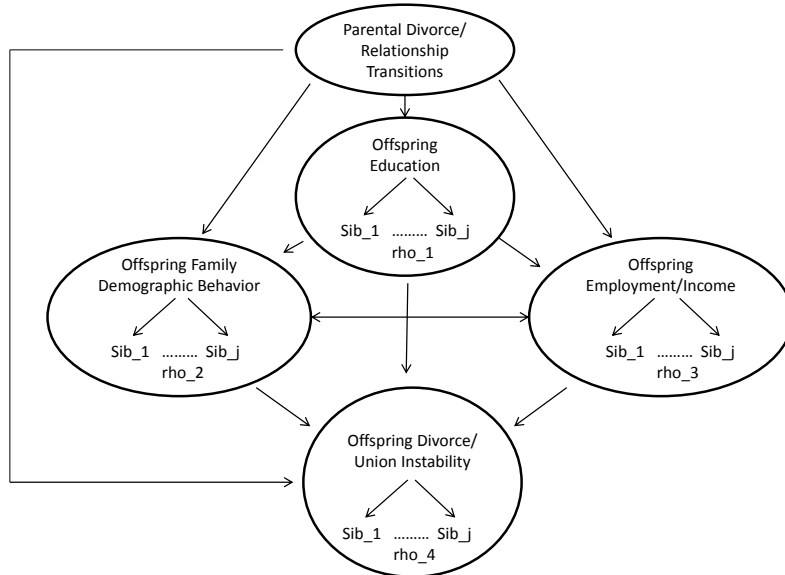 Parental Divorce/
Relationship
Transitions
Offspring
Education
Sib_1 ......... Sib_j
rho_1
Offspring Family
Demographic Behavior
Sib_1 ......... Sib_j
rho_2
Offspring
Employment/Income
Sib_1 ......... Sib_j
rho_3
Offspring Divorce/
Union Instability
Sib_1 ......... Sib_j
rho_4